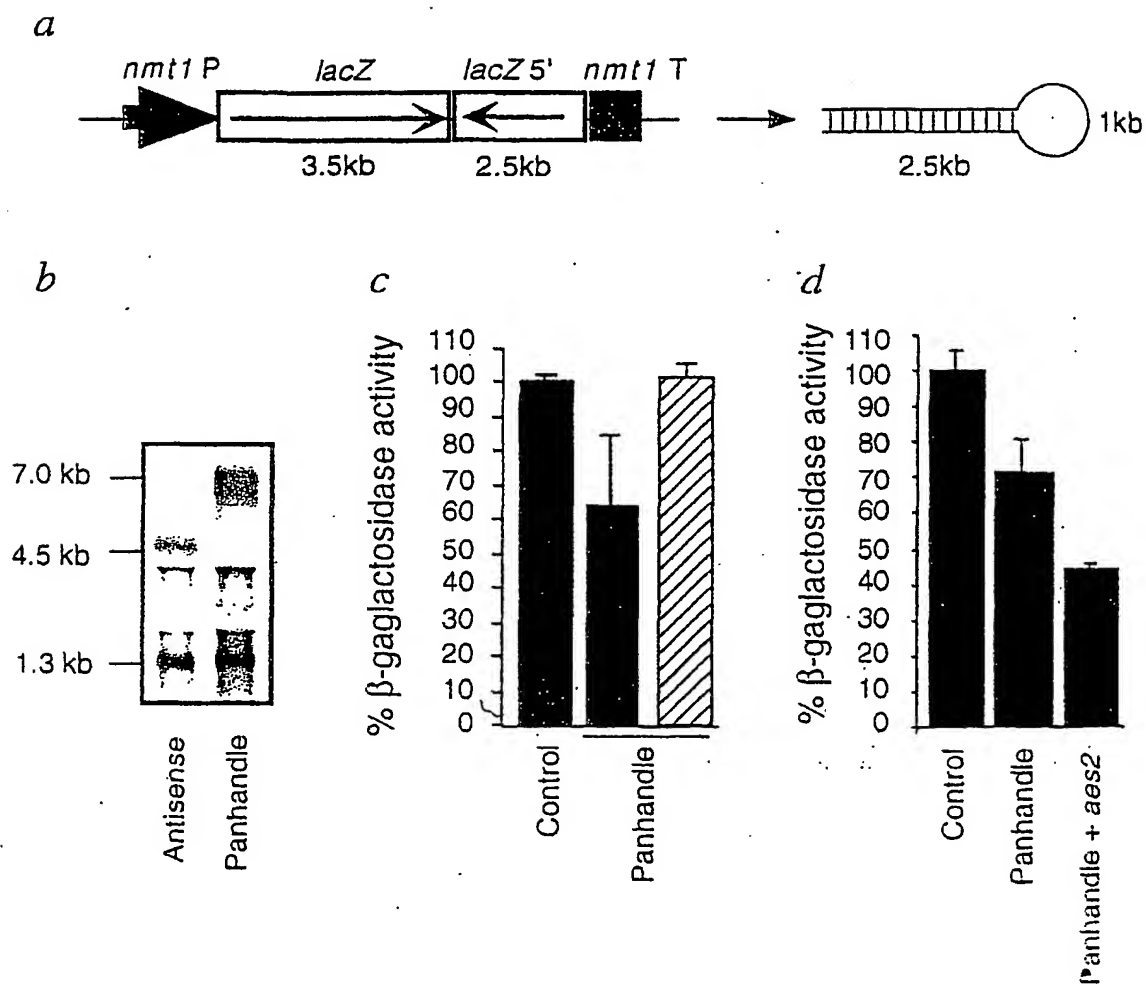 a
nmt1 P lacZ lacZ 5' nmt1 T
3.5kb 2.5kb
2.5kb
1kb
b
7.0 kb
4.5 kb
1.3 kb
Antisense
Panhandle
c
% β-gaglactosidase activity
110
100
90
80
70
60
50
40
30
20
10
0
Control
Panhandle
d
% β-gaglactosidase activity
110
100
90
80
70
60
50
40
30
20
10
0
Control
Panhandle
Panhandle + aes2